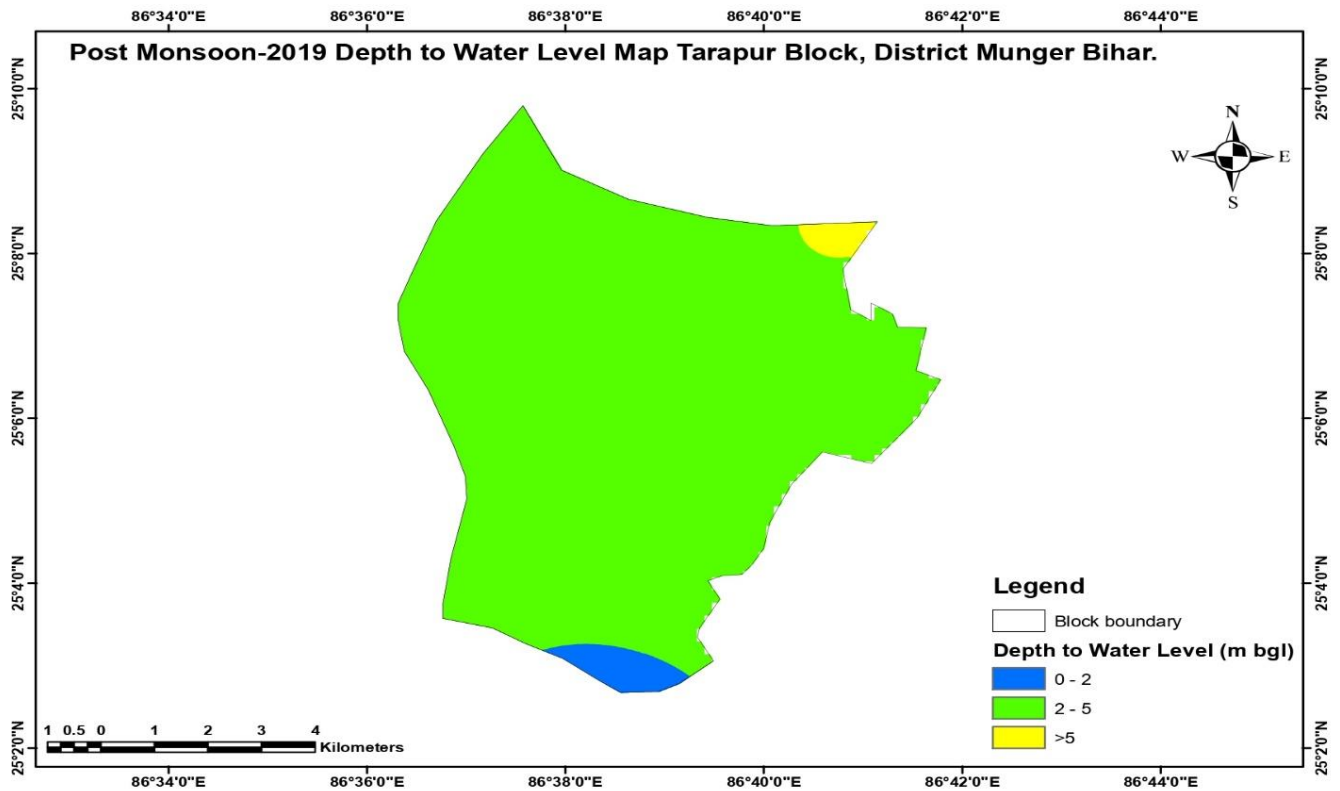 86°34'0"E 86°36'0"E 86°38'0"E 86°40'0"E 86°42'0"E 86°44'0"E
Post Monsoon-2019 Depth to Water Level Map Tarapur Block, District Munger Bihar.
25°10'0"N 25°10'0"N
N
W E
S
25°8'0"N 25°8'0"N
25°6'0"N 25°6'0"N
25°4'0"N 25°4'0"N
Legend
Block boundary
Depth to Water Level (m bgl)
0 - 2
2 - 5
>5
1 0.5 0 1 2 3 4
Kilometers
25°2'0"N 25°2'0"N
86°34'0"E 86°36'0"E 86°38'0"E 86°40'0"E 86°42'0"E 86°44'0"E